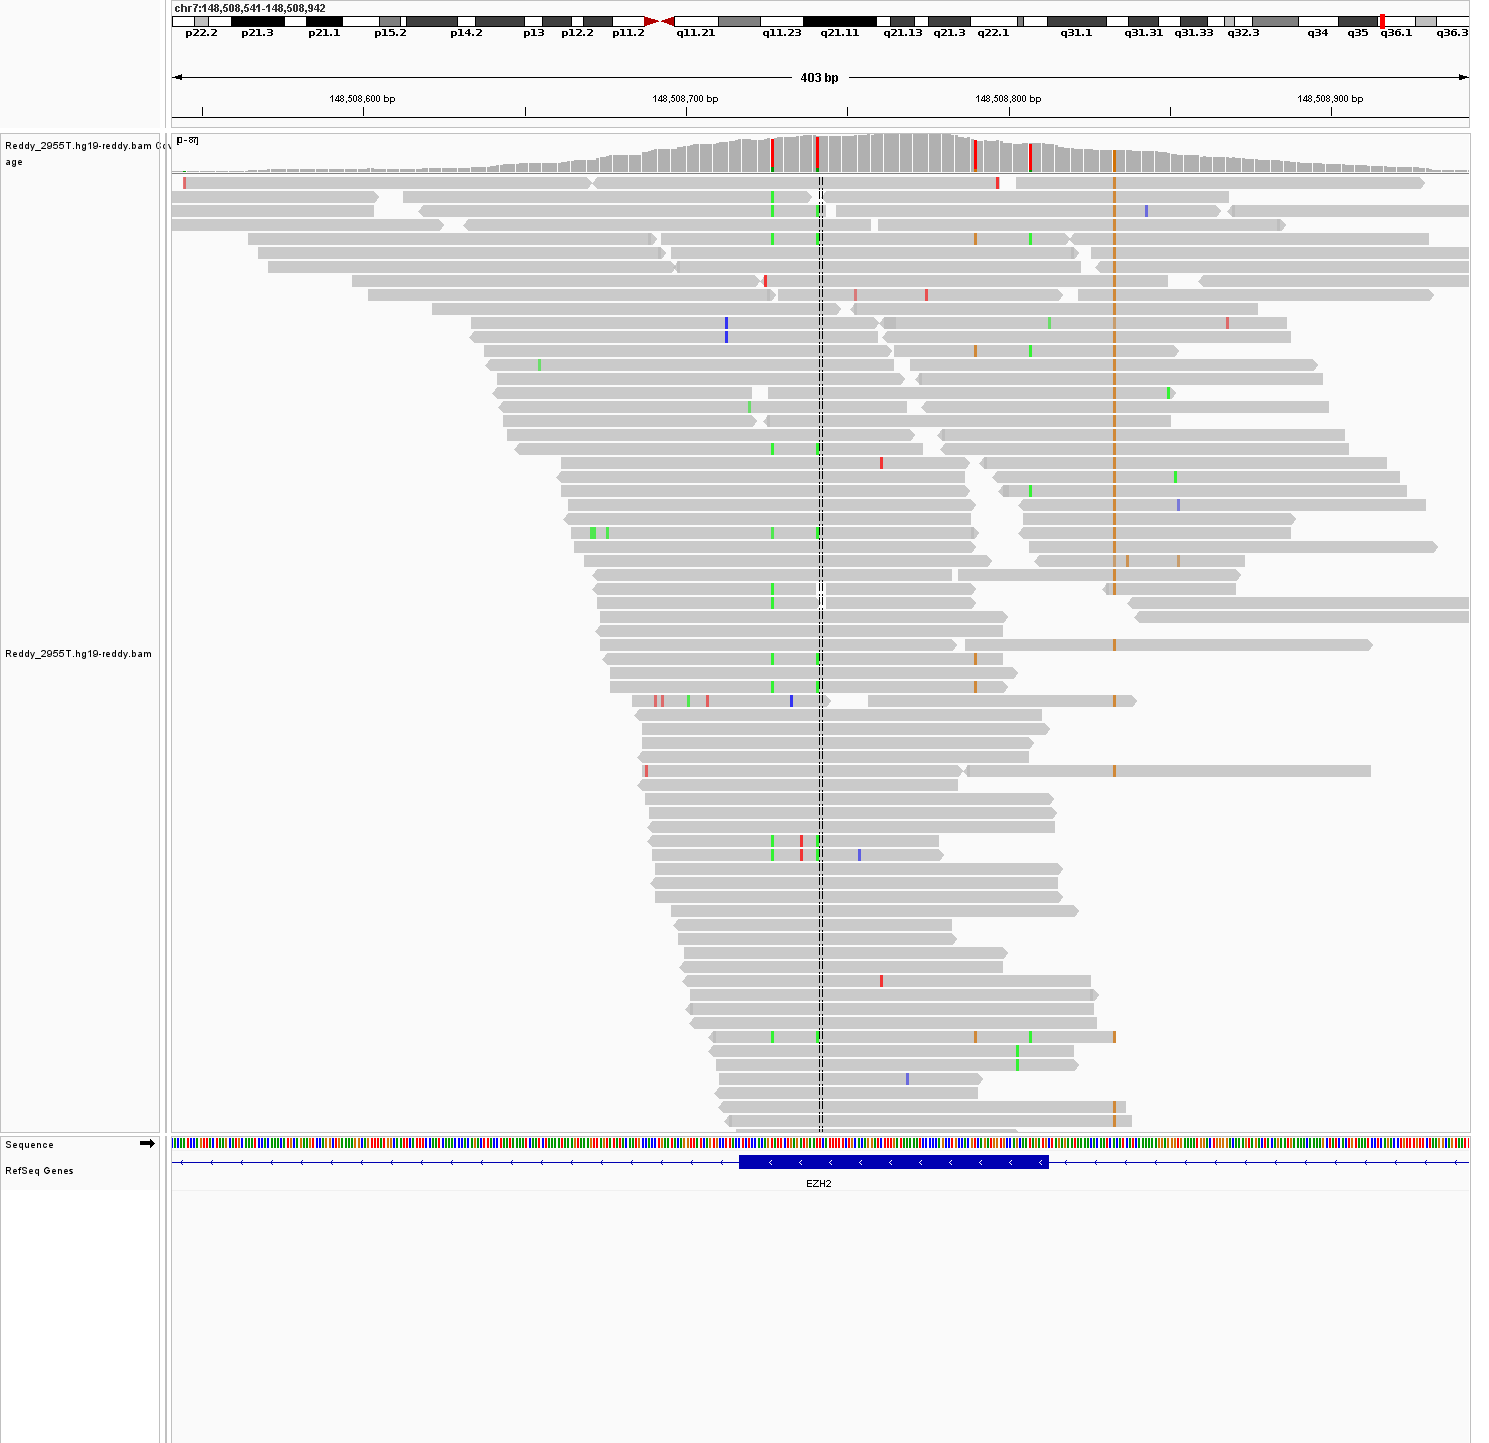 chr7:148,508,541-148,508,942
p22.2 p21.3 p21.1 p15.2 p14.2 p13 p12.2 p11.2 q11.21 q11.23 q21.11 q21.13 q21.3 q22.1 q31.1 q31.31 q31.33 q32.3 q34 q35 q36.1 q36.3
403 bp
148,508,600 bp 148,508,700 bp 148,508,800 bp 148,508,900 bp
[0 - 87]
Reddy_2955T.hg19-reddy.bam Cov
age
Reddy_2955T.hg19-reddy.bam
Sequence
RefSeq Genes
EZH2